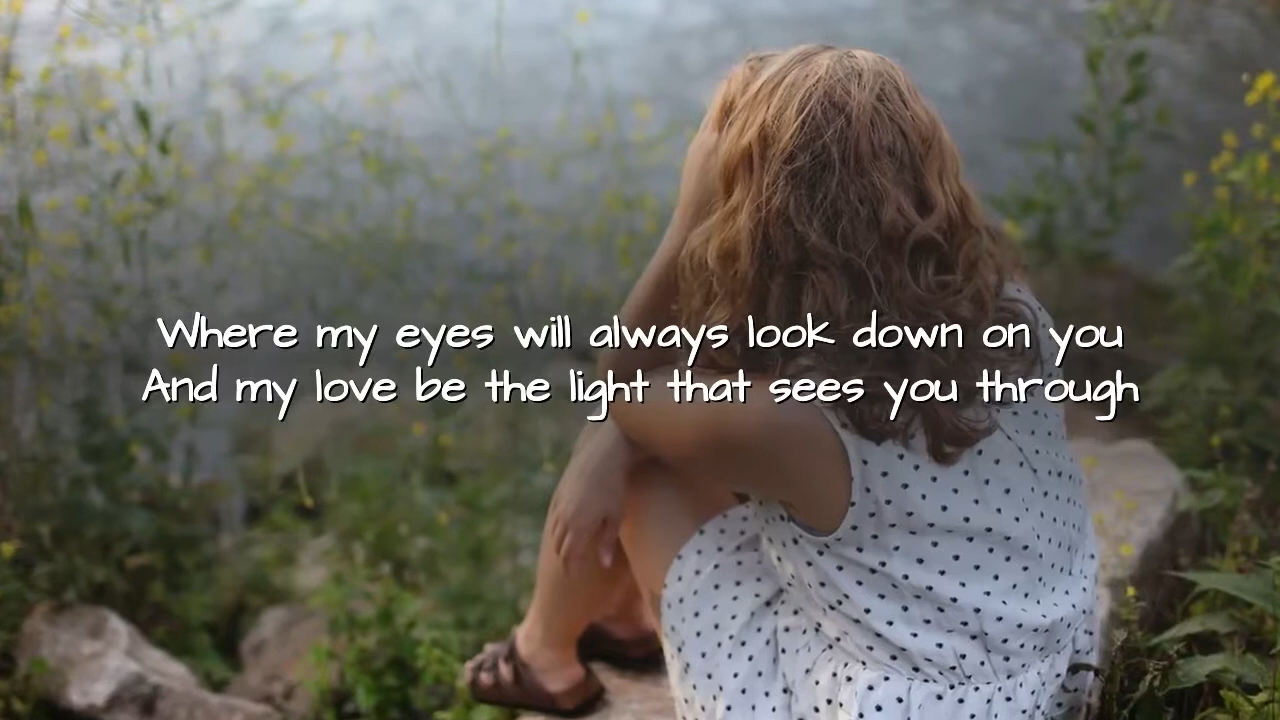 Where my eyes will always look down on you
And my love be the light that sees you through